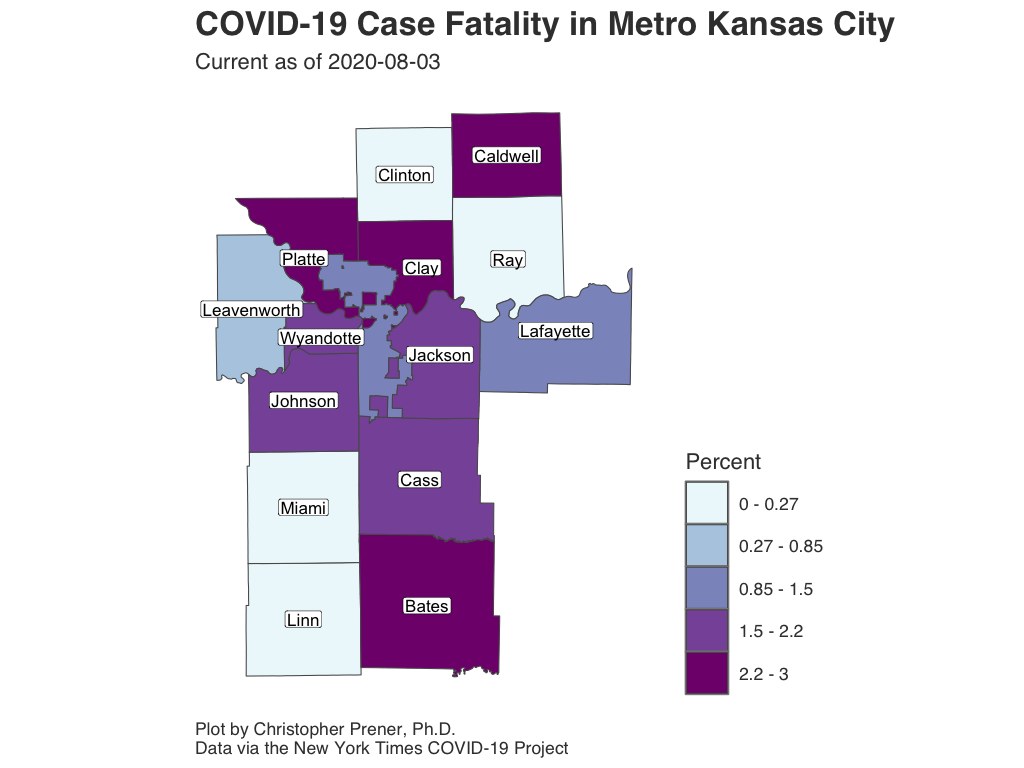 COVID-19 Case Fatality in Metro Kansas City
Current as of 2020-08-03
Caldwell
Clinton
Platte
Clay
Ray
Leavenworth
Wyandotte
Lafayette
Jackson
Johnson
Cass
Miami
Bates
Linn
Percent
0 - 0.27
0.27 - 0.85
0.85 - 1.5
1.5 - 2.2
2.2 - 3
Plot by Christopher Prener, Ph.D.
Data via the New York Times COVID-19 Project